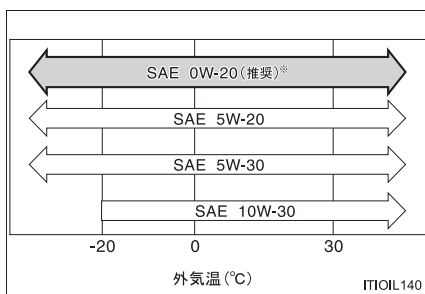 SAE 0W-20(推奨)※
SAE 5W-20
SAE 5W-30
SAE 10W-30
-20 0 30
外気温(℃)
ITIOIL140